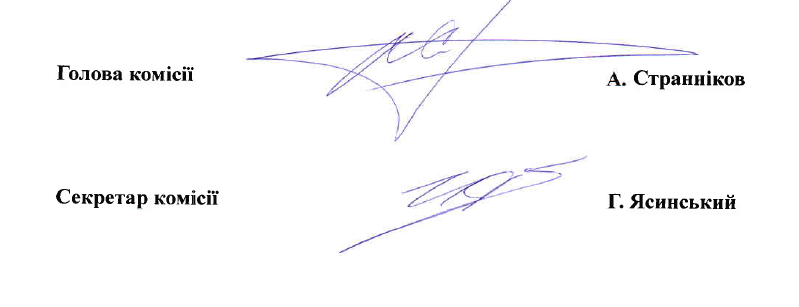 Голова комісії А. Странніков
Секретар комісії Г. Ясинський